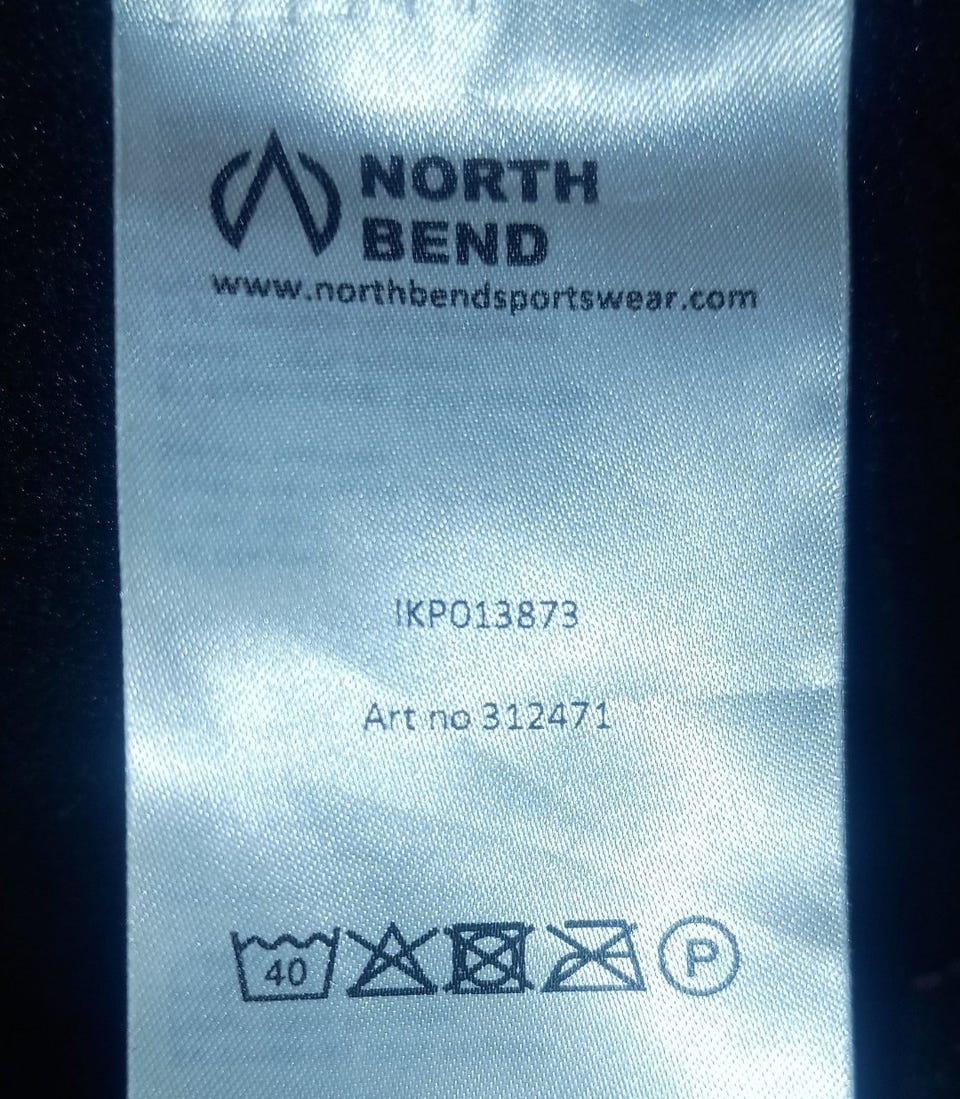 NORTH
BEND
www.northbendsportswear.com
IKP013873
Art no 312471
40
P